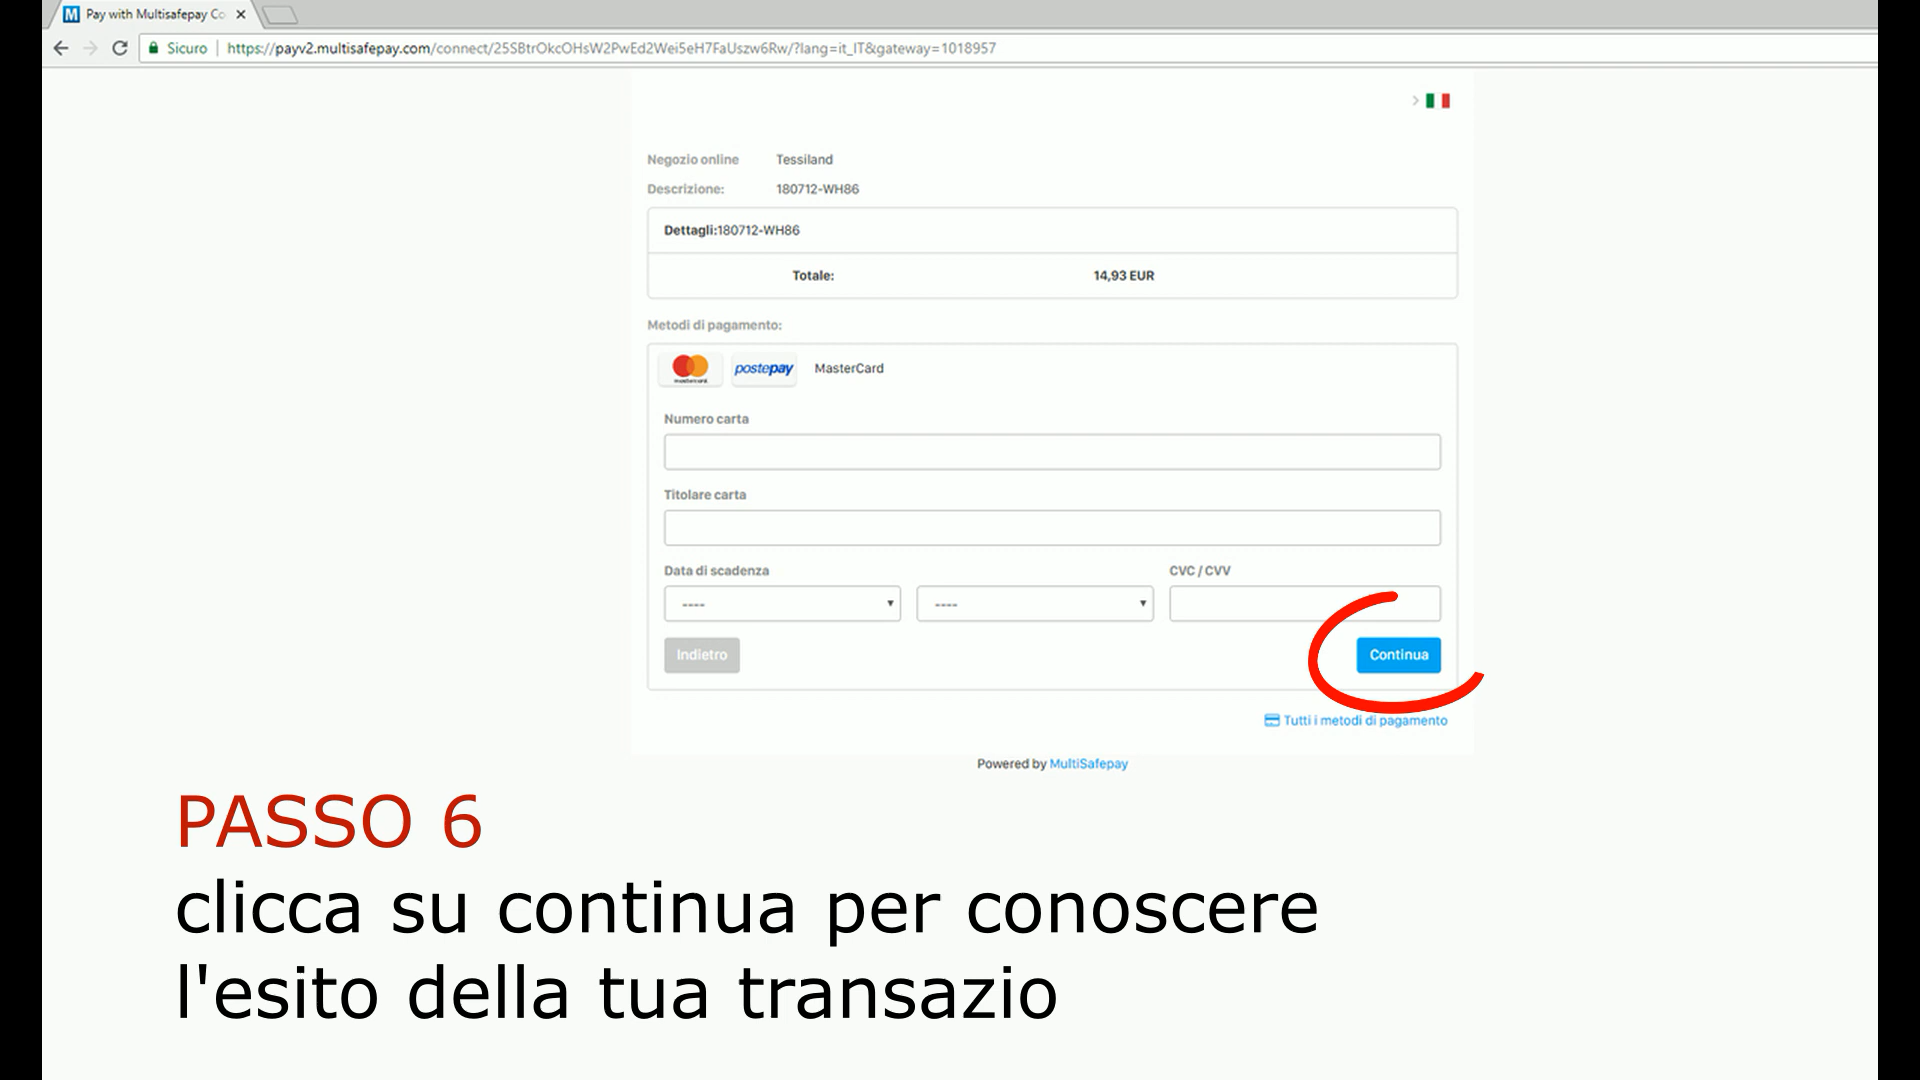 Pay with Multisafepay Co
Sicuro https://payv2.multisafepay.com/connect/25SBtrOkcOHsW2PwEd2Wei5eH7FaUszw6Rw/?lang=it_IT&gateway=1018957
Negozio online Tessiland
Descrizione: 180712-WH86
Dettagli:180712-WH86
Totale: 14,93 EUR
Metodi di pagamento:
mastercard postepay MasterCard
Numero carta
Titolare carta
Data di scadenza CVC / CVV
---- ----
Indietro Continua
Tutti i metodi di pagamento
Powered by MultiSafepay
PASSO 6
clicca su continua per conoscere
l'esito della tua transazio